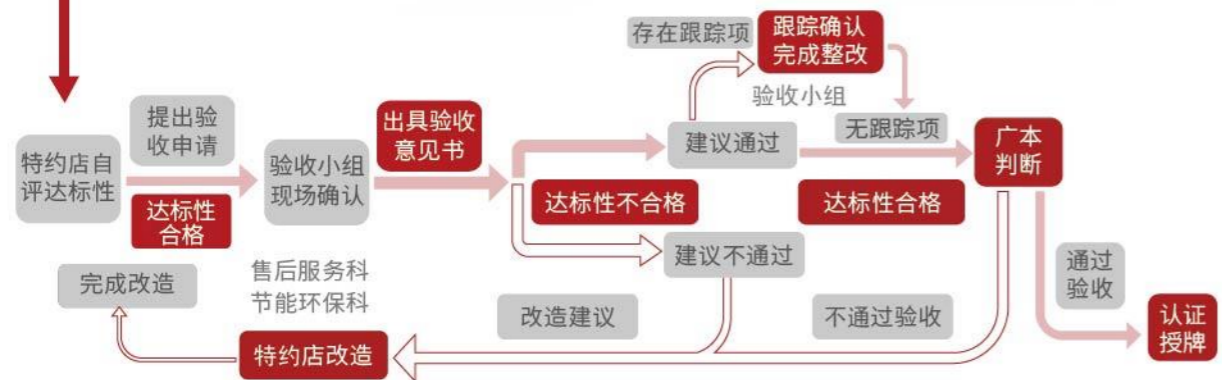 存在跟踪项
跟踪确认
完成整改
提出验
收申请
出具验收
意见书
验收小组
建议通过
无跟踪项
广本
判断
特约店自
评达标性
验收小组
现场确认
达标性
合格
达标性不合格
达标性合格
建议不通过
售后服务科
节能环保科
完成改造
改造建议
不通过验收
通过
验收
特约店改造
认证
授牌